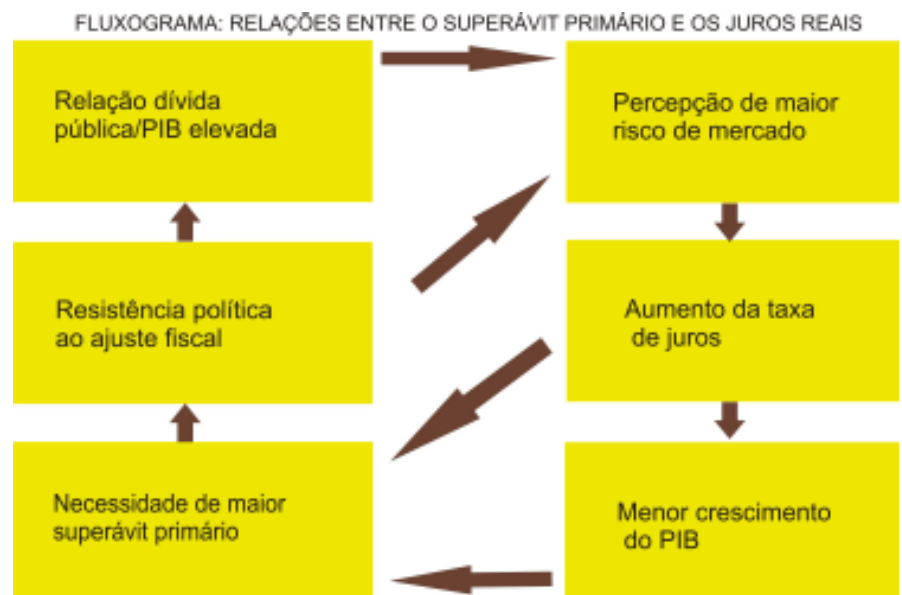 FLUXOGRAMA: RELAÇÕES ENTRE O SUPERÁVIT PRIMÁRIO E OS JUROS REAIS
Relação dívida
pública/PIB elevada
Percepção de maior
risco de mercado
Resistência política
ao ajuste fiscal
Aumento da taxa
de juros
Necessidade de maior
superávit primário
Menor crescimento
do PIB